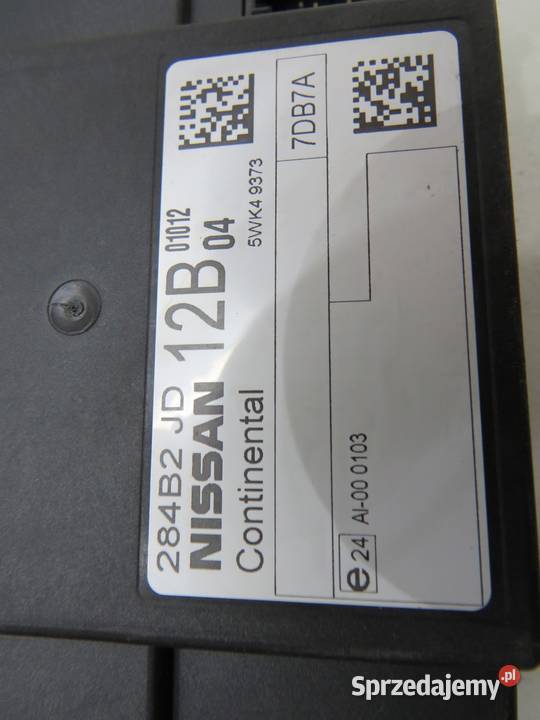 284B2 JD 12B 01012 04
NISSAN
Continental 5WK4 9373
7DB7A
e 24 AI-00 0103
Sprzedajemy.pl